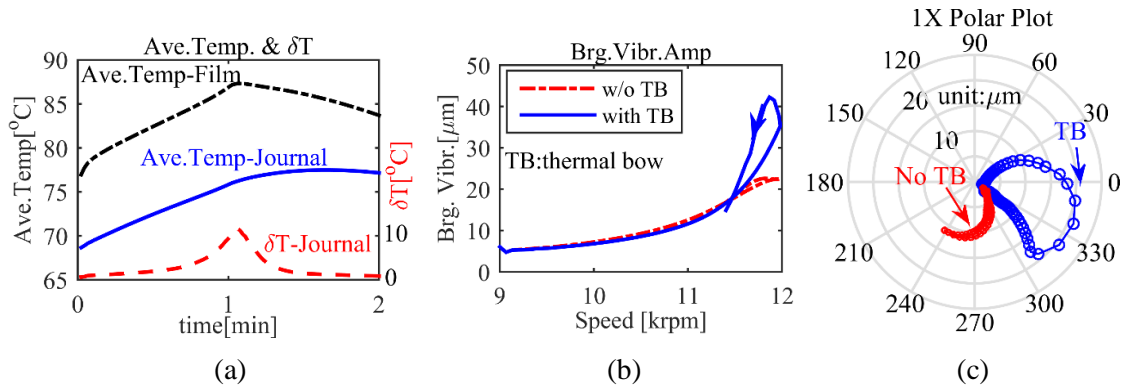 Ave.Temp. & δT
Ave.Temp[°C]
90
85
80
75
70
65
Ave.Temp-Film
Ave.Temp-Journal
δT-Journal
10
0
δT[°C]
0
1
2
time[min]
(a)
Brg.Vibr.Amp
Brg. Vibr.[μm]
50
40
30
20
10
0
w/o TB
with TB
TB:thermal bow
9
10
11
12
Speed [krpm]
(b)
1X Polar Plot
90
120
60
150
30
180
0
210
330
240
300
270
20
unit:μm
10
TB
No TB
(c)